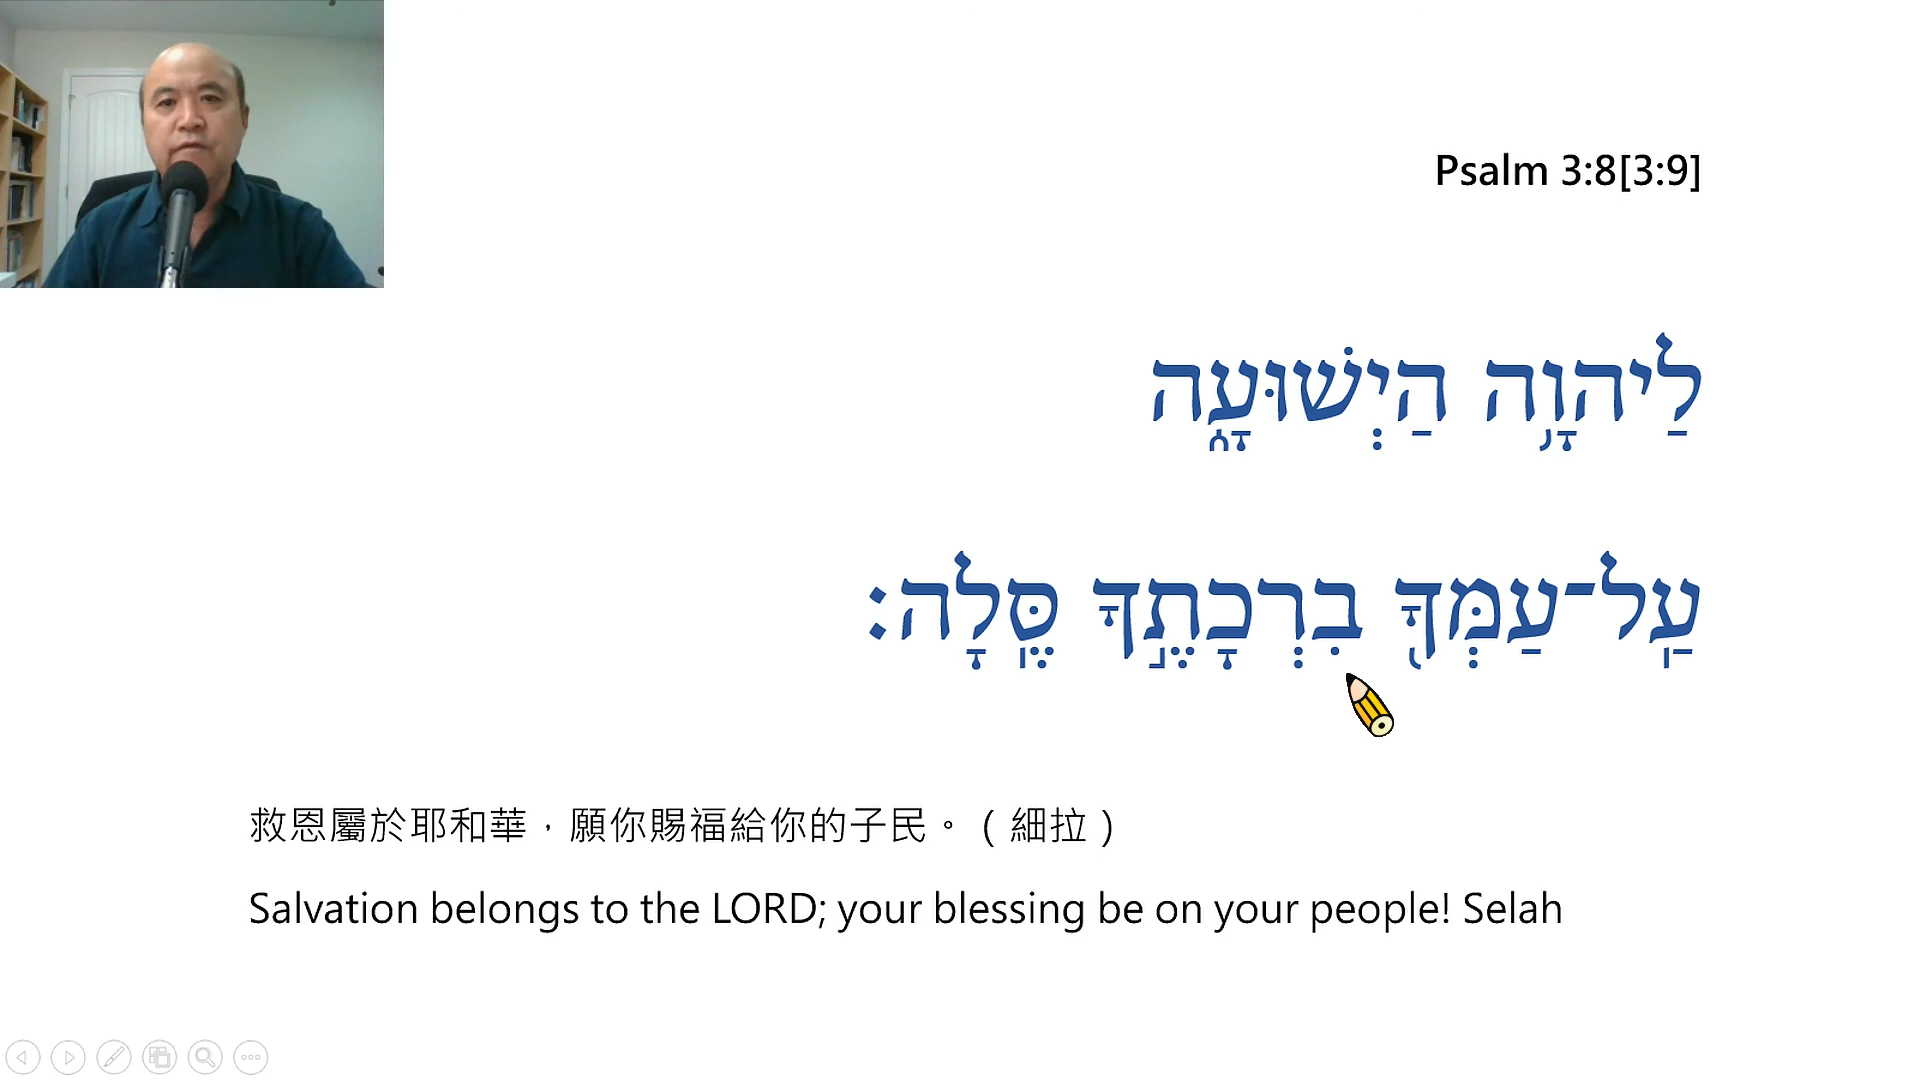 Psalm 3:8[3:9]
לַיהוָ֥ה הַיְשׁוּעָ֑ה
עַֽל־עַמְּךָ֖ בִרְכָתֶ֣ךָ סֶּֽלָה׃
救恩屬於耶和華，願你賜福給你的子民。（細拉）
Salvation belongs to the LORD; your blessing be on your people! Selah